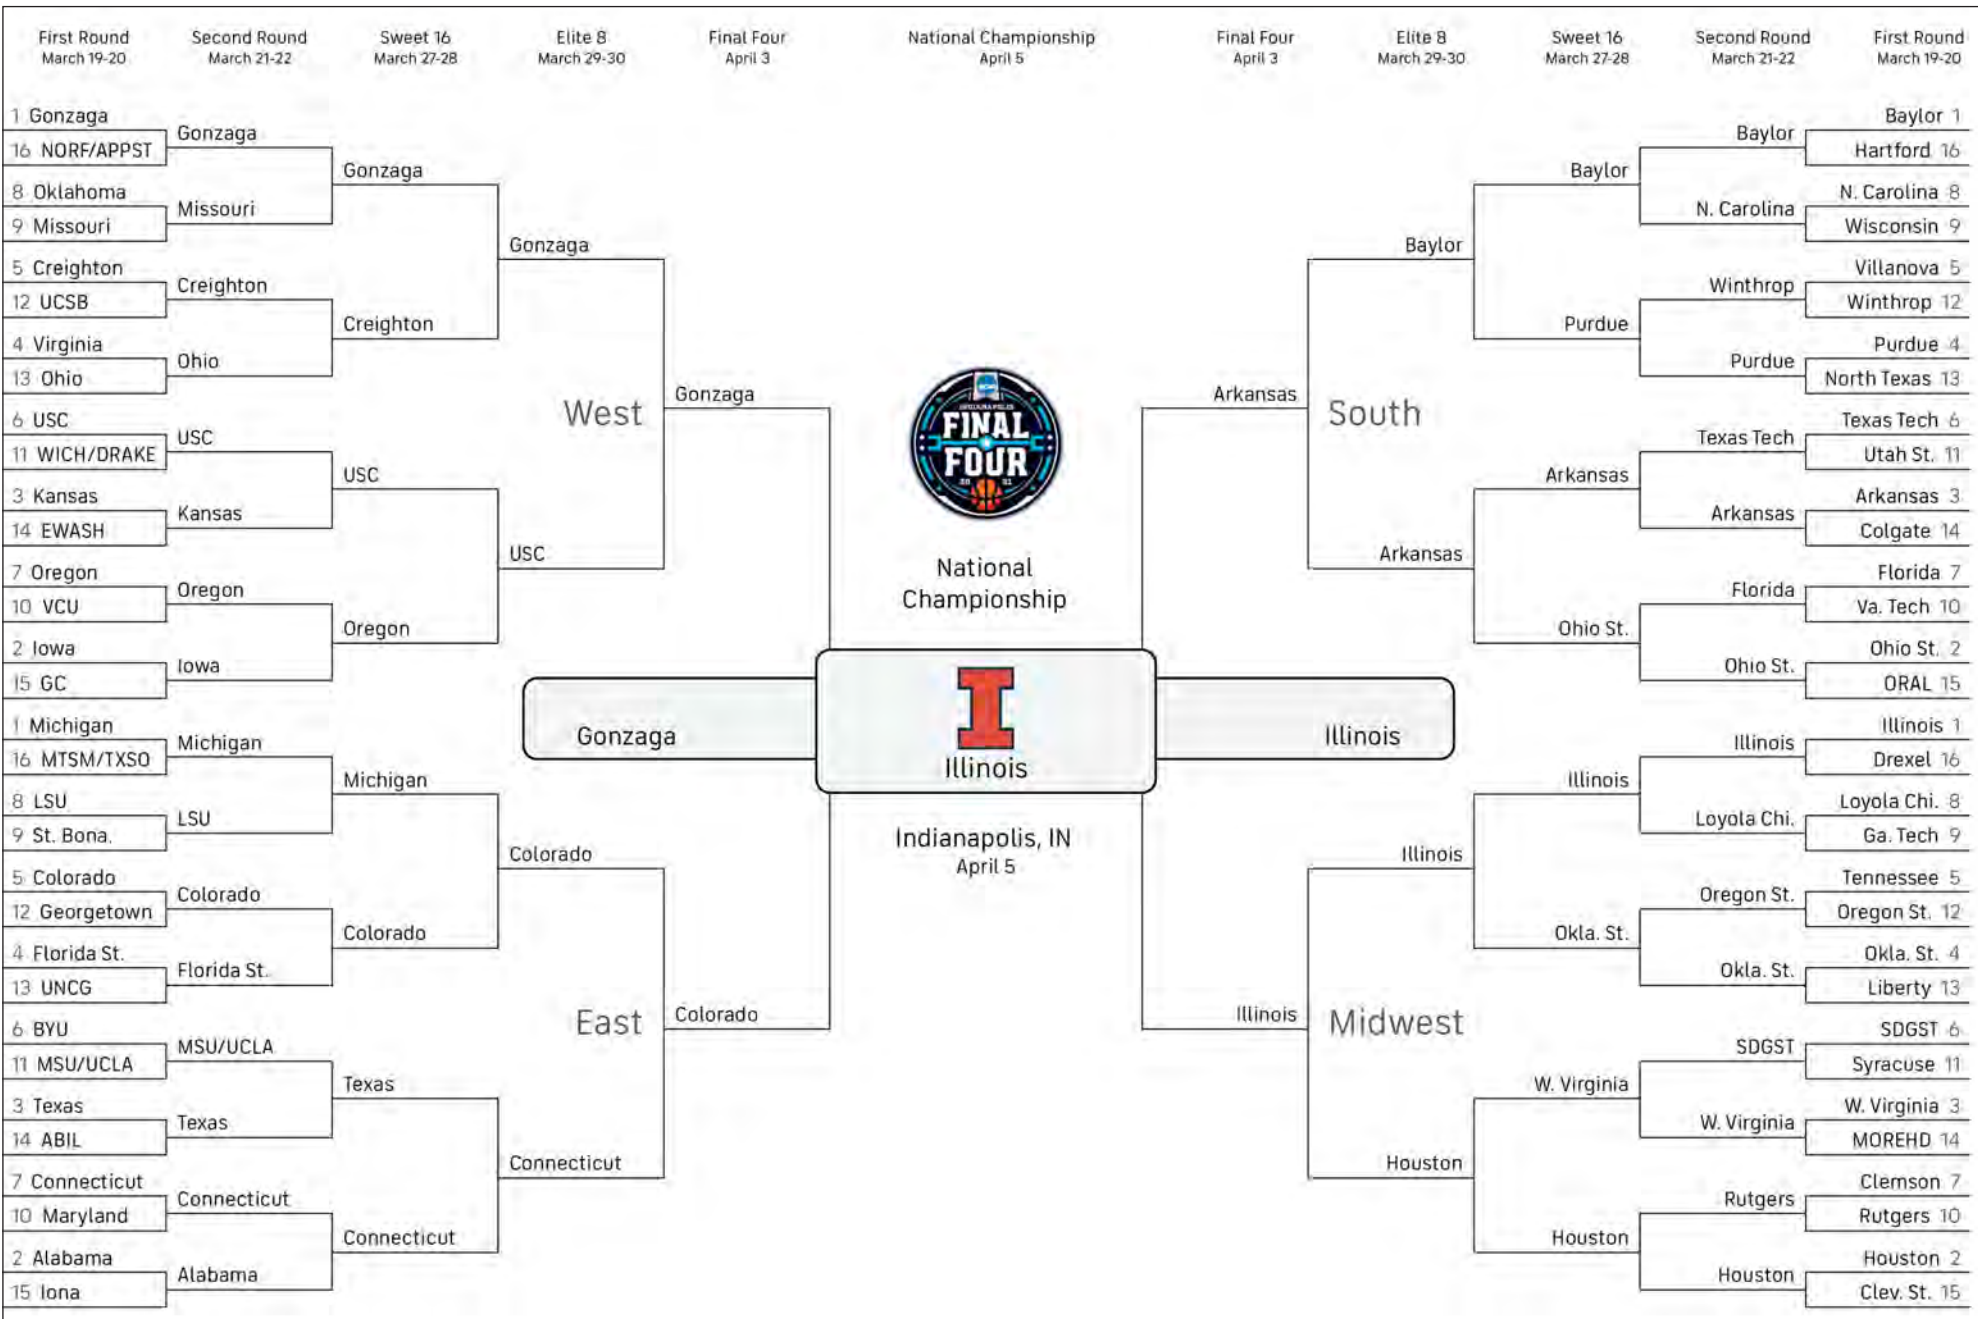 First Round
March 19-20
Second Round
March 21-22
Sweet 16
March 27-28
Elite 8
March 29-30
Final Four
April 3
National Championship
April 5
Final Four
April 3
Elite 8
March 29-30
Sweet 16
March 27-28
Second Round
March 21-22
First Round
March 19-20
1 Gonzaga
16 NORF/APPST
8 Oklahoma
9 Missouri
5 Creighton
12 UCSB
4 Virginia
13 Ohio
6 USC
11 WICH/DRAKE
3 Kansas
14 EWASH
7 Oregon
10 VCU
2 Iowa
15 GC
1 Michigan
16 MTSM/TXSO
8 LSU
9 St. Bona.
5 Colorado
12 Georgetown
4 Florida St.
13 UNCG
6 BYU
11 MSU/UCLA
3 Texas
14 ABIL
7 Connecticut
10 Maryland
2 Alabama
15 Iona
Gonzaga
Missouri
Creighton
Ohio
USC
Kansas
Oregon
Iowa
Michigan
LSU
Colorado
Florida St.
MSU/UCLA
Texas
Connecticut
Alabama
Gonzaga
Creighton
USC
Oregon
Michigan
Colorado
Texas
Connecticut
Gonzaga
USC
Colorado
Connecticut
West
East
Gonzaga
Colorado
INDIANAPOLIS
FINAL
FOUR
20 21
National
Championship
Gonzaga
Illinois
Illinois
Indianapolis, IN
April 5
Arkansas
Illinois
South
Midwest
Baylor
Arkansas
Illinois
Houston
Baylor
Purdue
Arkansas
Ohio St.
Illinois
Okla. St.
W. Virginia
Houston
Baylor
N. Carolina
Winthrop
Purdue
Texas Tech
Arkansas
Florida
Ohio St.
Illinois
Loyola Chi.
Oregon St.
Okla. St.
SDGST
W. Virginia
Rutgers
Houston
Baylor 1
Hartford 16
N. Carolina 8
Wisconsin 9
Villanova 5
Winthrop 12
Purdue 4
North Texas 13
Texas Tech 6
Utah St. 11
Arkansas 3
Colgate 14
Florida 7
Va. Tech 10
Ohio St. 2
ORAL 15
Illinois 1
Drexel 16
Loyola Chi. 8
Ga. Tech 9
Tennessee 5
Oregon St. 12
Okla. St. 4
Liberty 13
SDGST 6
Syracuse 11
W. Virginia 3
MOREHD 14
Clemson 7
Rutgers 10
Houston 2
Clev. St. 15